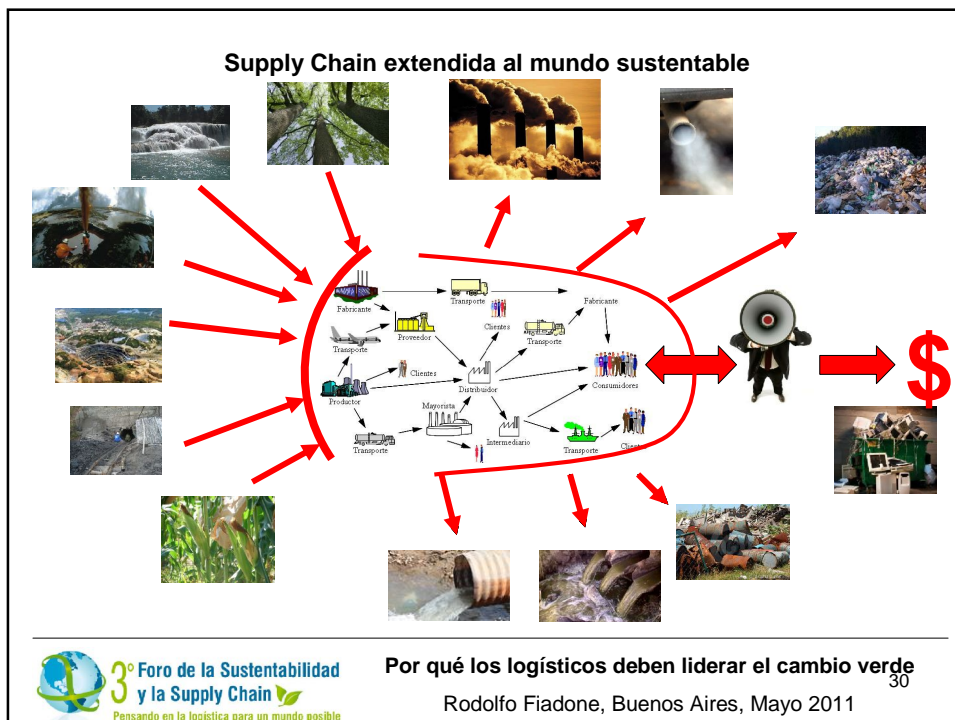 Supply Chain extendida al mundo sustentable
Fabricante
Transporte
Clientes
Fabricante
Proveedor
Transporte
Transporte
Clientes
Productor
Distribuidor
Consumidores
Mayorista
Transporte
Intermediario
Transporte
Clie
$
3° Foro de la Sustentabilidad
y la Supply Chain
Pensando en la logística para un mundo posible
Por qué los logísticos deben liderar el cambio verde
30
Rodolfo Fiadone, Buenos Aires, Mayo 2011